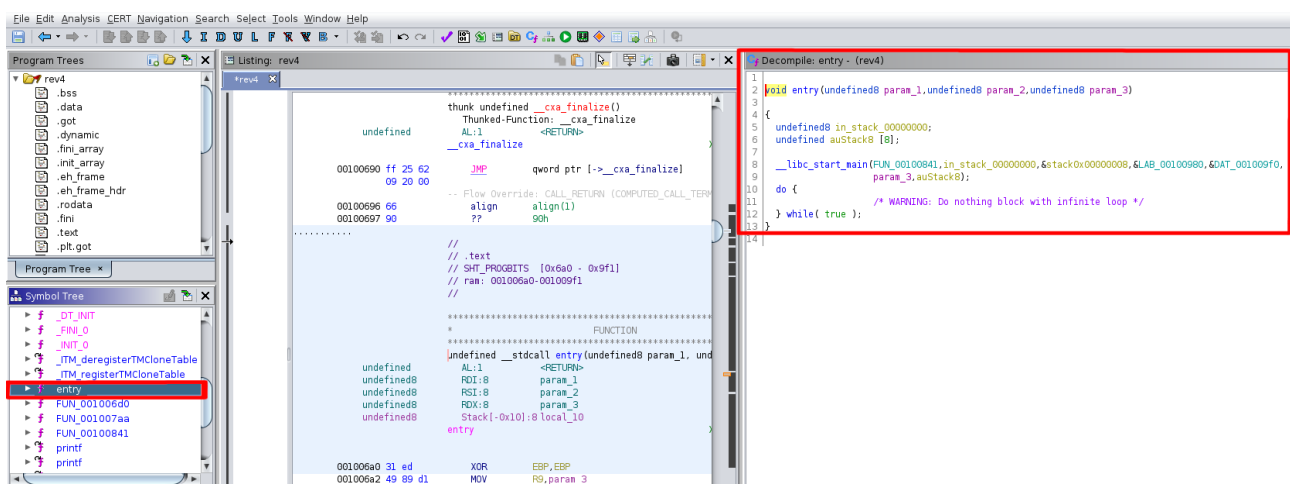 File Edit Analysis CERT Navigation Search Select Tools Window Help
I D U L F R V B
Program Trees
rev4
.bss
.data
.got
.dynamic
.fini_array
.init_array
.eh_frame
.eh_frame_hdr
.rodata
.fini
.text
.plt.got
Program Tree ×
Symbol Tree
f _DT_INIT
f _FINI_0
f _INIT_0
f _ITM_deregisterTMCloneTable
f _ITM_registerTMCloneTable
f entry
f FUN_001006d0
f FUN_001007aa
f FUN_00100841
f printf
f printf
Listing: rev4
*rev4
thunk undefined __cxa_finalize()
Thunked-Function: __cxa_finalize
undefined AL:1 <RETURN>
__cxa_finalize
00100690 ff 25 62 JMP qword ptr [->__cxa_finalize]
09 20 00
-- Flow Override: CALL_RETURN (COMPUTED_CALL_TERM
00100696 66 align align(1)
00100697 90 ?? 90h
...........
//
// .text
// SHT_PROGBITS [0x6a0 - 0x9f1]
// ram: 001006a0-001009f1
//
* FUNCTION
undefined __stdcall entry(undefined8 param_1, und
undefined AL:1 <RETURN>
undefined8 RDI:8 param_1
undefined8 RSI:8 param_2
undefined8 RDX:8 param_3
undefined8 Stack[-0x10]:8 local_10
entry
001006a0 31 ed XOR EBP,EBP
001006a2 49 89 d1 MOV R9,param_3
Decompile: entry - (rev4)
1
2 void entry(undefined8 param_1,undefined8 param_2,undefined8 param_3)
3
4 {
5 undefined8 in_stack_00000000;
6 undefined auStack8 [8];
7
8 __libc_start_main(FUN_00100841,in_stack_00000000,&stack0x00000008,&LAB_00100980,&DAT_001009f0,
9 param_3,auStack8);
10 do {
11 /* WARNING: Do nothing block with infinite loop */
12 } while( true );
13 }
14